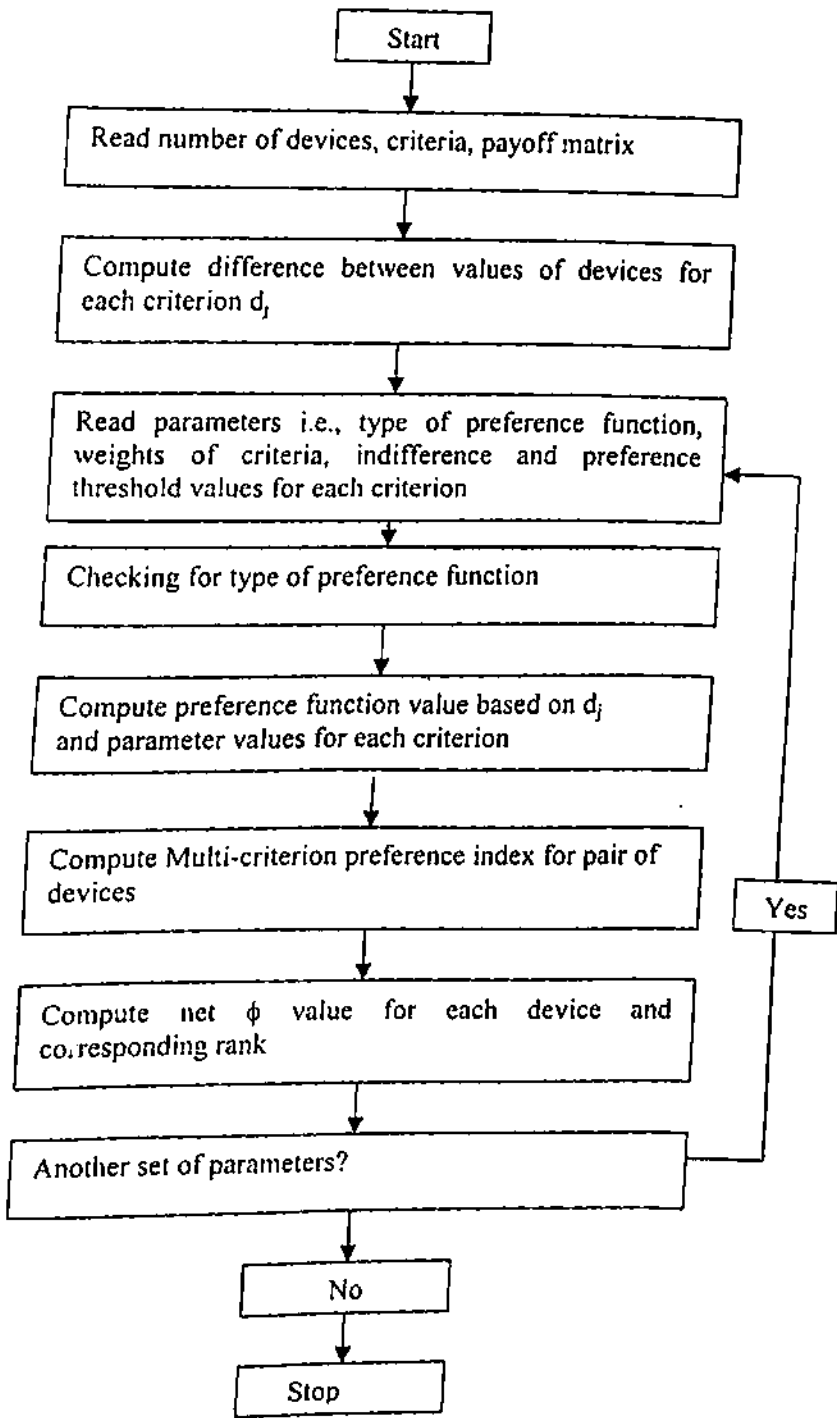 Start
Read number of devices, criteria, payoff matrix
Compute difference between values of devices for
each criterion dj
Read parameters i.e., type of preference function,
weights of criteria, indifference and preference
threshold values for each criterion
Checking for type of preference function
Compute preference function value based on dj
and parameter values for each criterion
Compute Multi-criterion preference index for pair of
devices
Yes
Compute net ϕ value for each device and
corresponding rank
Another set of parameters?
No
Stop